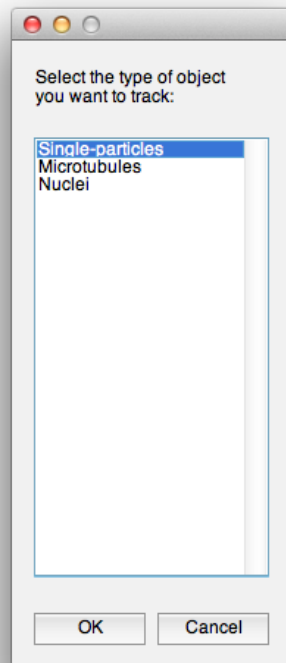 Select the type of object
you want to track:
Single-particles
Microtubules
Nuclei
OK Cancel